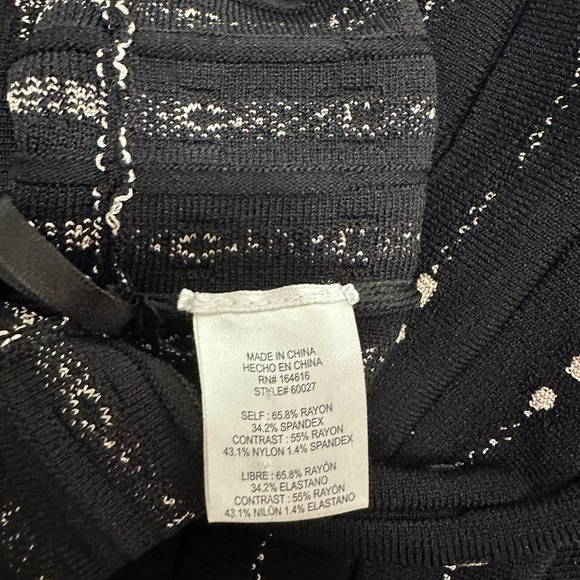 MADE IN CHINA
HECHO EN CHINA
RN# 164616
STYLE# 60027
SELF : 65.8% RAYON
34.2% SPANDEX
CONTRAST : 55% RAYON
43.1% NYLON 1.4% SPANDEX
LIBRE : 65.8% RAYÓN
34.2% ELASTANO
CONTRAST : 55% RAYÓN
43.1% NILÓN 1.4% ELASTANO